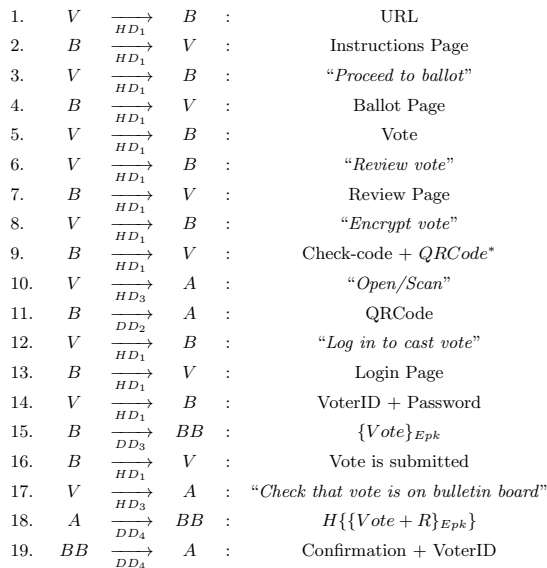 1. V ⟶ HD₁ B : URL
2. B ⟶ HD₁ V : Instructions Page
3. V ⟶ HD₁ B : “Proceed to ballot”
4. B ⟶ HD₁ V : Ballot Page
5. V ⟶ HD₁ B : Vote
6. V ⟶ HD₁ B : “Review vote”
7. B ⟶ HD₁ V : Review Page
8. V ⟶ HD₁ B : “Encrypt vote”
9. B ⟶ HD₁ V : Check-code + QRCode*
10. V ⟶ HD₃ A : “Open/Scan”
11. B ⟶ DD₂ A : QRCode
12. V ⟶ HD₁ B : “Log in to cast vote”
13. B ⟶ HD₁ V : Login Page
14. V ⟶ HD₁ B : VoterID + Password
15. B ⟶ DD₃ BB : {Vote}Epk
16. B ⟶ HD₁ V : Vote is submitted
17. V ⟶ HD₃ A : “Check that vote is on bulletin board”
18. A ⟶ DD₄ BB : H{{Vote + R}Epk}
19. BB ⟶ DD₄ A : Confirmation + VoterID